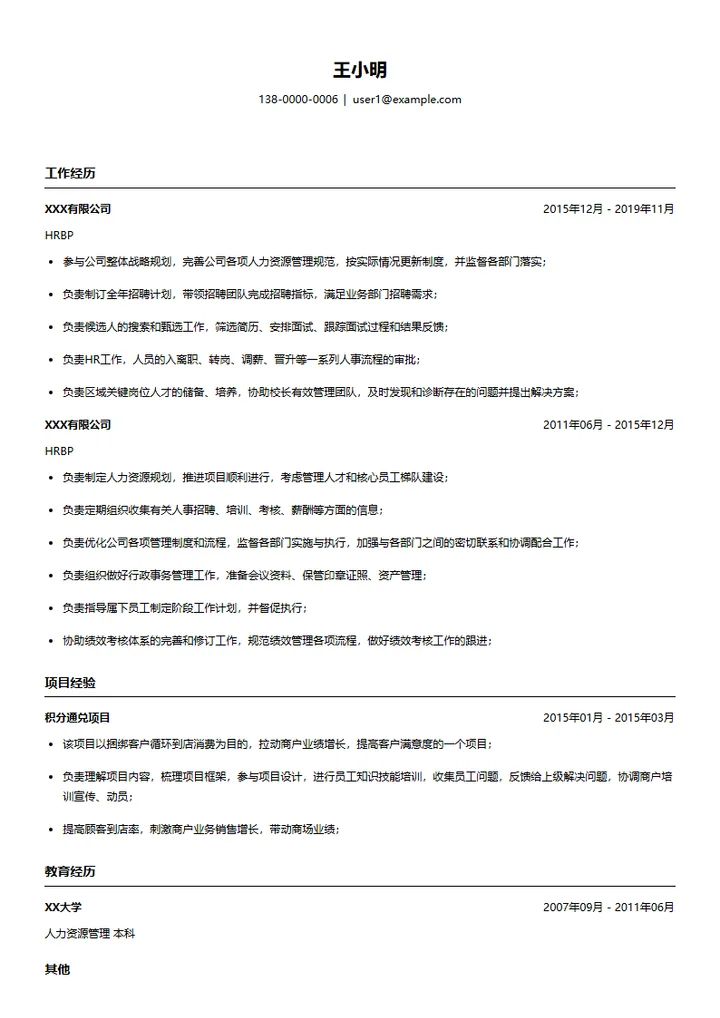 王小明
138-0000-0006 | user1@example.com
工作经历
XXX有限公司 2015年12月 - 2019年11月
HRBP
• 参与公司整体战略规划，完善公司各项人力资源管理规范，按实际情况更新制度，并监督各部门落实；
• 负责制订全年招聘计划，带领招聘团队完成招聘指标，满足业务部门招聘需求；
• 负责候选人的搜索和甄选工作，筛选简历、安排面试、跟踪面试过程和结果反馈；
• 负责HR工作，人员的入离职、转岗、调薪、晋升等一系列人事流程的审批；
• 负责区域关键岗位人才的储备、培养，协助校长有效管理团队，及时发现和诊断存在的问题并提出解决方案；
XXX有限公司 2011年06月 - 2015年12月
HRBP
• 负责制定人力资源规划，推进项目顺利进行，考虑管理人才和核心员工梯队建设；
• 负责定期组织收集有关人事招聘、培训、考核、薪酬等方面的信息；
• 负责优化公司各项管理制度和流程，监督各部门实施与执行，加强与各部门之间的密切联系和协调配合工作；
• 负责组织做好行政事务管理工作，准备会议资料、保管印章证照、资产管理；
• 负责指导属下员工制定阶段工作计划，并督促执行；
• 协助绩效考核体系的完善和修订工作，规范绩效管理各项流程，做好绩效考核工作的跟进；
项目经验
积分通兑项目 2015年01月 - 2015年03月
• 该项目以捆绑客户循环到店消费为目的，拉动商户业绩增长，提高客户满意度的一个项目；
• 负责理解项目内容，梳理项目框架，参与项目设计，进行员工知识技能培训，收集员工问题，反馈给上级解决问题，协调商户培
训宣传、动员；
• 提高顾客到店率，刺激商户业务销售增长，带动商场业绩；
教育经历
XX大学 2007年09月 - 2011年06月
人力资源管理 本科
其他